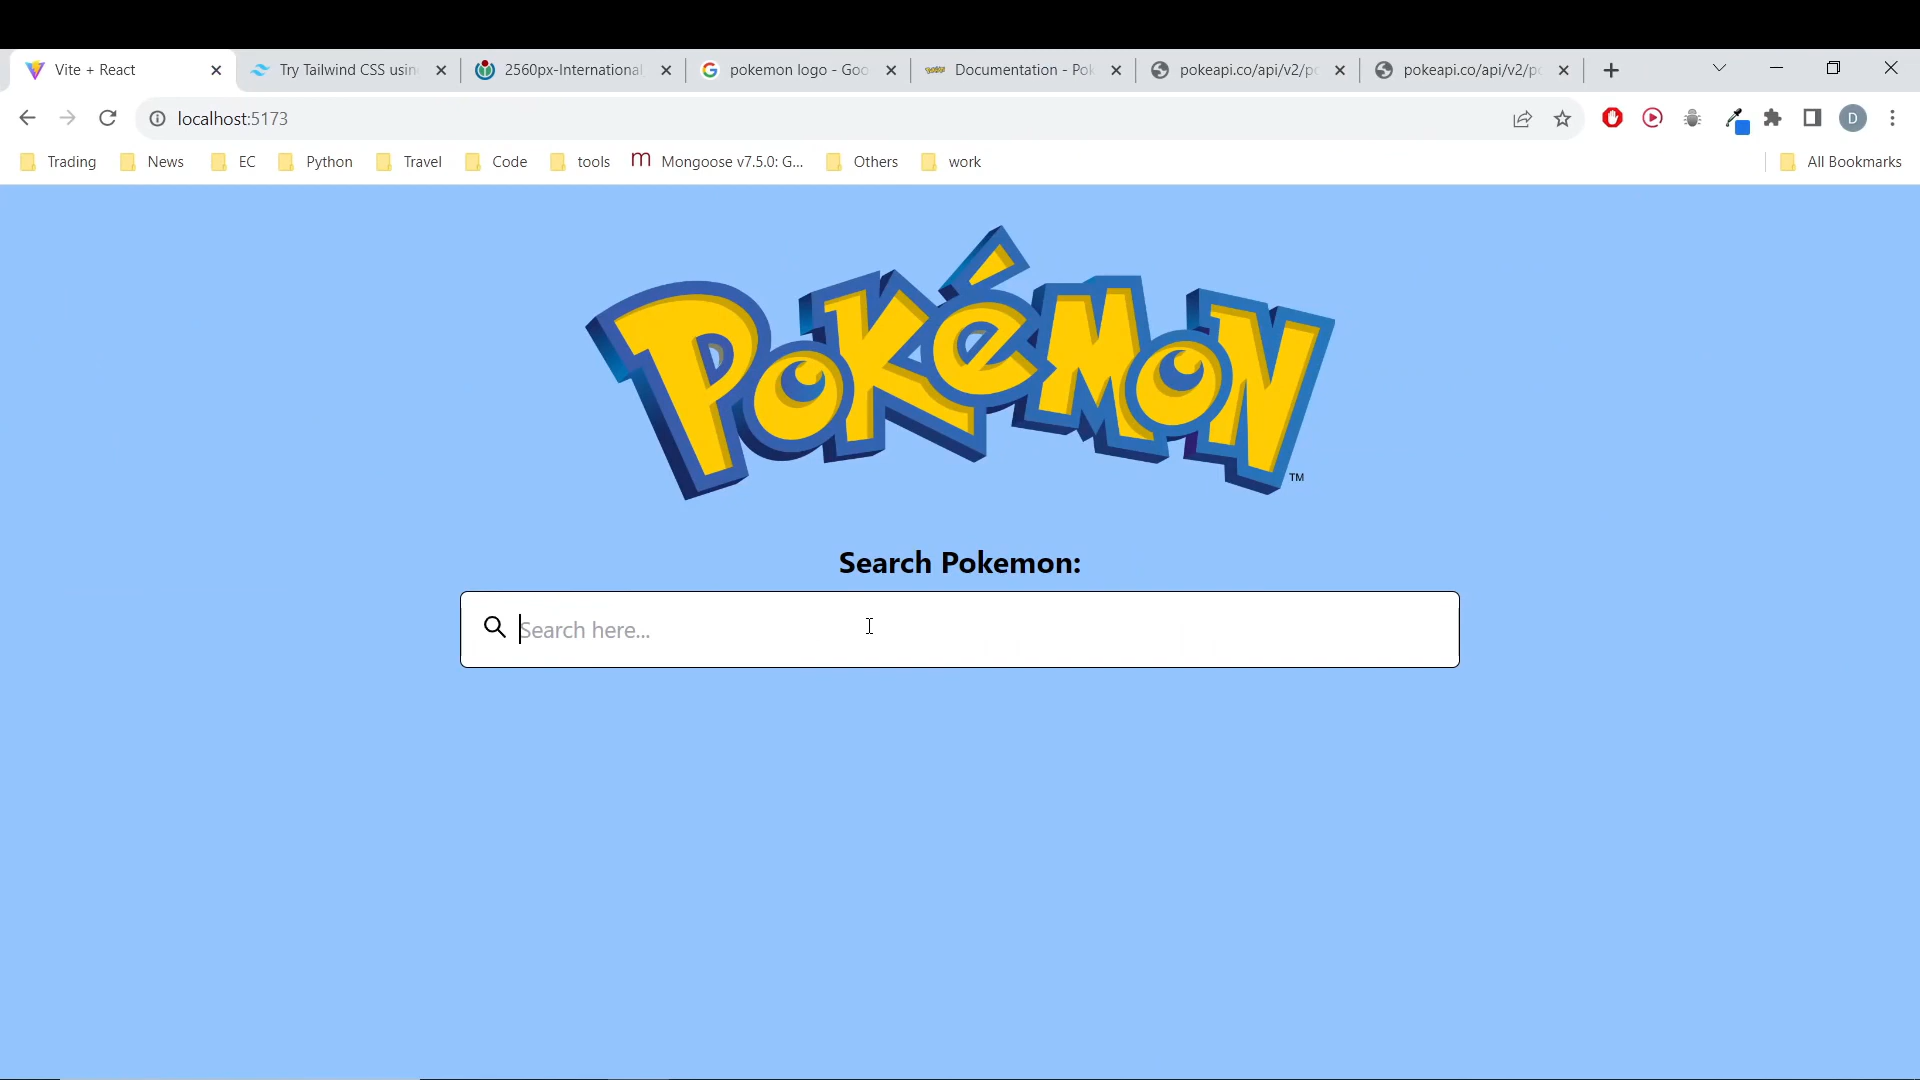 Vite + React
Try Tailwind CSS usin
2560px-International
pokemon logo - Goo
Documentation - Pok
pokeapi.co/api/v2/po
pokeapi.co/api/v2/po
localhost:5173
D
Trading
News
EC
Python
Travel
Code
tools
m Mongoose v7.5.0: G...
Others
work
All Bookmarks
POKéMON
TM
Search Pokemon:
Search here...